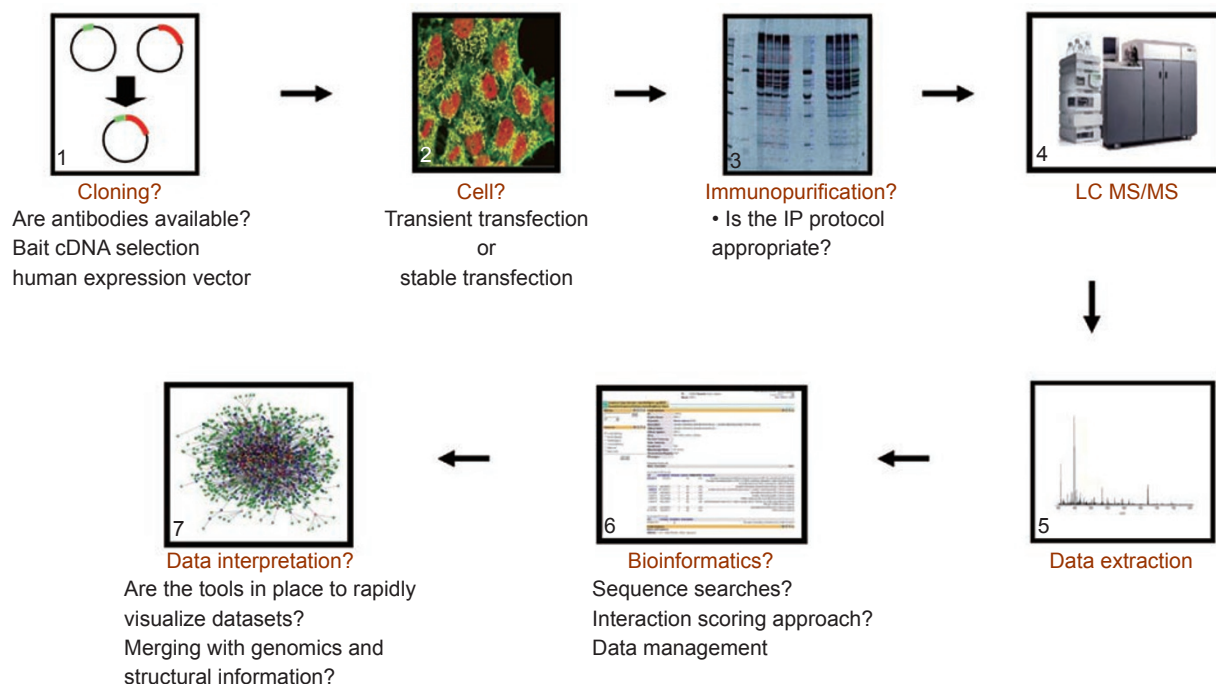 1
Cloning?
Are antibodies available?
Bait cDNA selection
human expression vector
2
Cell?
Transient transfection
or
stable transfection
3
Immunopurification?
• Is the IP protocol
appropriate?
4
LC MS/MS
5
Data extraction
6
Bioinformatics?
Sequence searches?
Interaction scoring approach?
Data management
7
Data interpretation?
Are the tools in place to rapidly
visualize datasets?
Merging with genomics and
structural information?